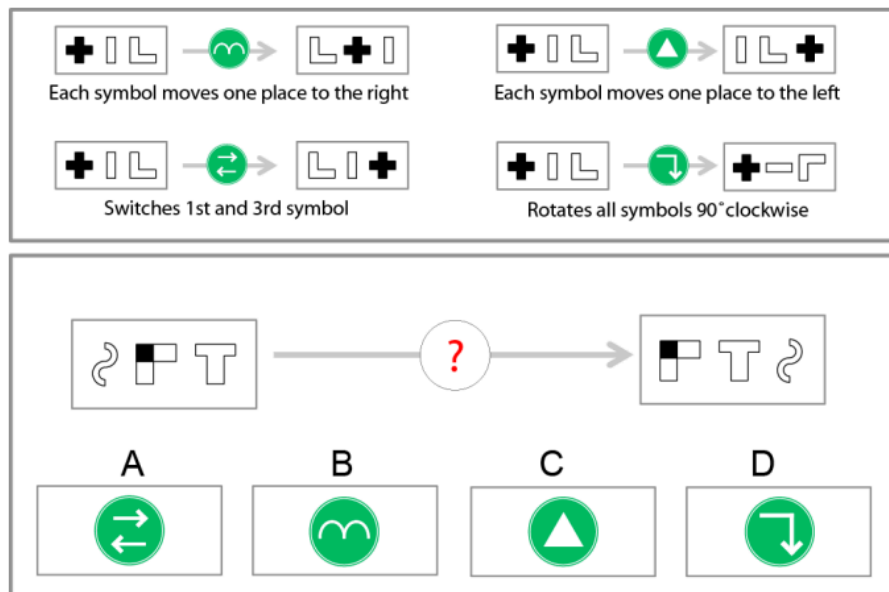 Each symbol moves one place to the right
Each symbol moves one place to the left
Switches 1st and 3rd symbol
Rotates all symbols 90°clockwise
?
A
B
C
D